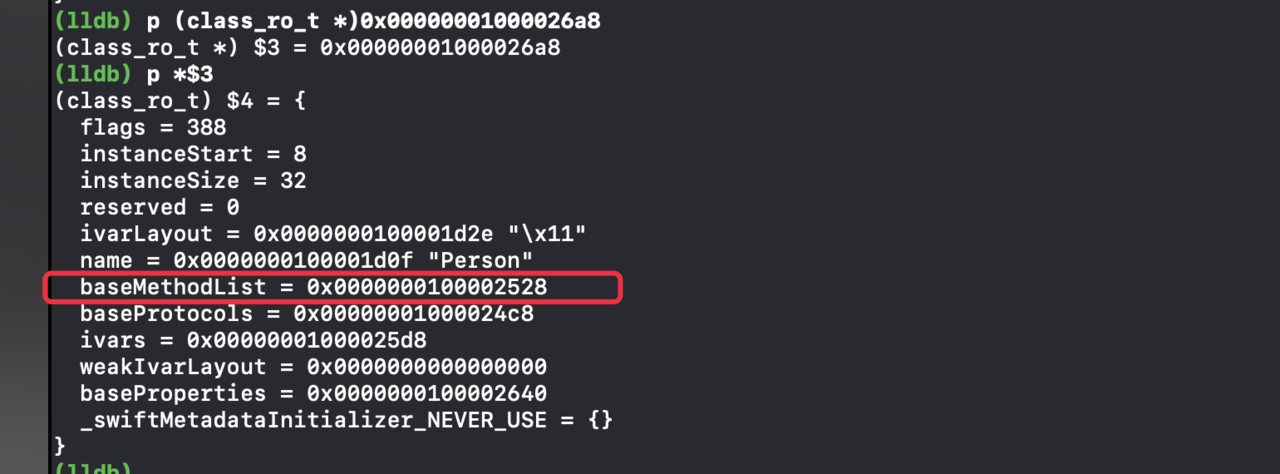 }
(lldb) p (class_ro_t *)0x00000001000026a8
(class_ro_t *) $3 = 0x00000001000026a8
(lldb) p *$3
(class_ro_t) $4 = {
  flags = 388
  instanceStart = 8
  instanceSize = 32
  reserved = 0
  ivarLayout = 0x0000000100001d2e "\x11"
  name = 0x0000000100001d0f "Person"
  baseMethodList = 0x0000000100002528
  baseProtocols = 0x00000001000024c8
  ivars = 0x00000001000025d8
  weakIvarLayout = 0x0000000000000000
  baseProperties = 0x0000000100002640
  _swiftMetadataInitializer_NEVER_USE = {}
}
(lldb)